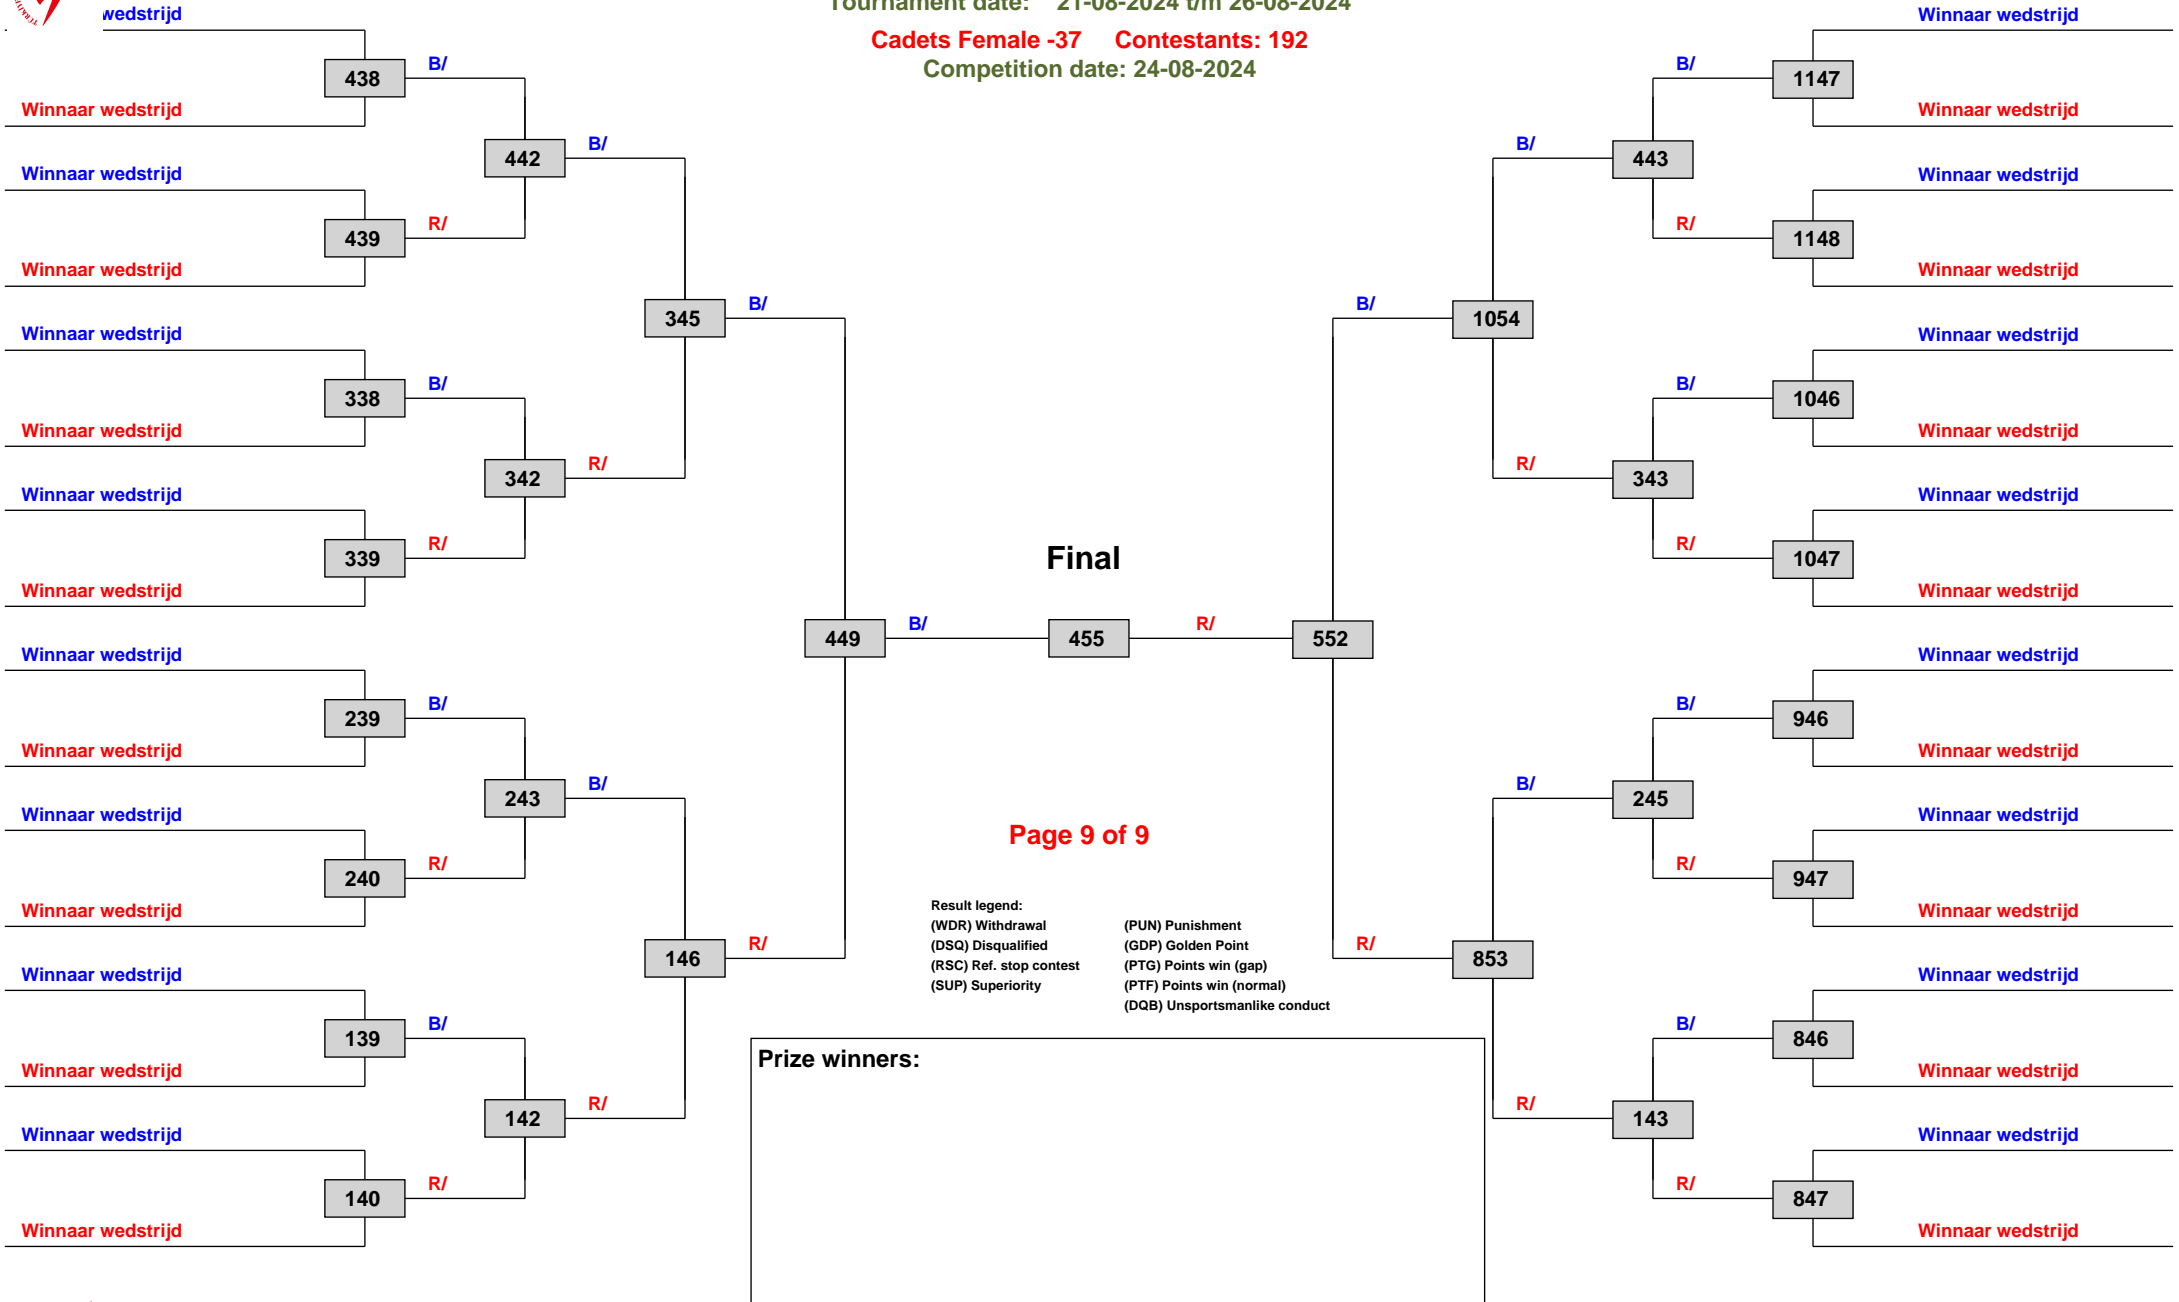 Tournament date: 21-08-2024 t/m 26-08-2024
Cadets Female -37 Contestants: 192
Competition date: 24-08-2024
wedstrijd
438
B/
Winnaar wedstrijd
442
B/
Winnaar wedstrijd
439
R/
Winnaar wedstrijd
345
B/
Winnaar wedstrijd
338
B/
Winnaar wedstrijd
342
R/
Winnaar wedstrijd
339
R/
Winnaar wedstrijd
449
B/
Winnaar wedstrijd
239
B/
Winnaar wedstrijd
243
B/
Winnaar wedstrijd
240
R/
Winnaar wedstrijd
146
R/
Winnaar wedstrijd
139
B/
Winnaar wedstrijd
142
R/
Winnaar wedstrijd
140
R/
Winnaar wedstrijd
Final
455
R/
552
Page 9 of 9
Result legend:
(WDR) Withdrawal (PUN) Punishment
(DSQ) Disqualified (GDP) Golden Point
(RSC) Ref. stop contest (PTG) Points win (gap)
(SUP) Superiority (PTF) Points win (normal)
(DQB) Unsportsmanlike conduct
Prize winners:
Winnaar wedstrijd
B/
1147
Winnaar wedstrijd
B/
443
Winnaar wedstrijd
R/
1148
Winnaar wedstrijd
B/
1054
Winnaar wedstrijd
B/
1046
Winnaar wedstrijd
R/
343
Winnaar wedstrijd
R/
1047
Winnaar wedstrijd
Winnaar wedstrijd
B/
946
Winnaar wedstrijd
B/
245
Winnaar wedstrijd
R/
947
Winnaar wedstrijd
R/
853
Winnaar wedstrijd
B/
846
Winnaar wedstrijd
R/
143
Winnaar wedstrijd
R/
847
Winnaar wedstrijd